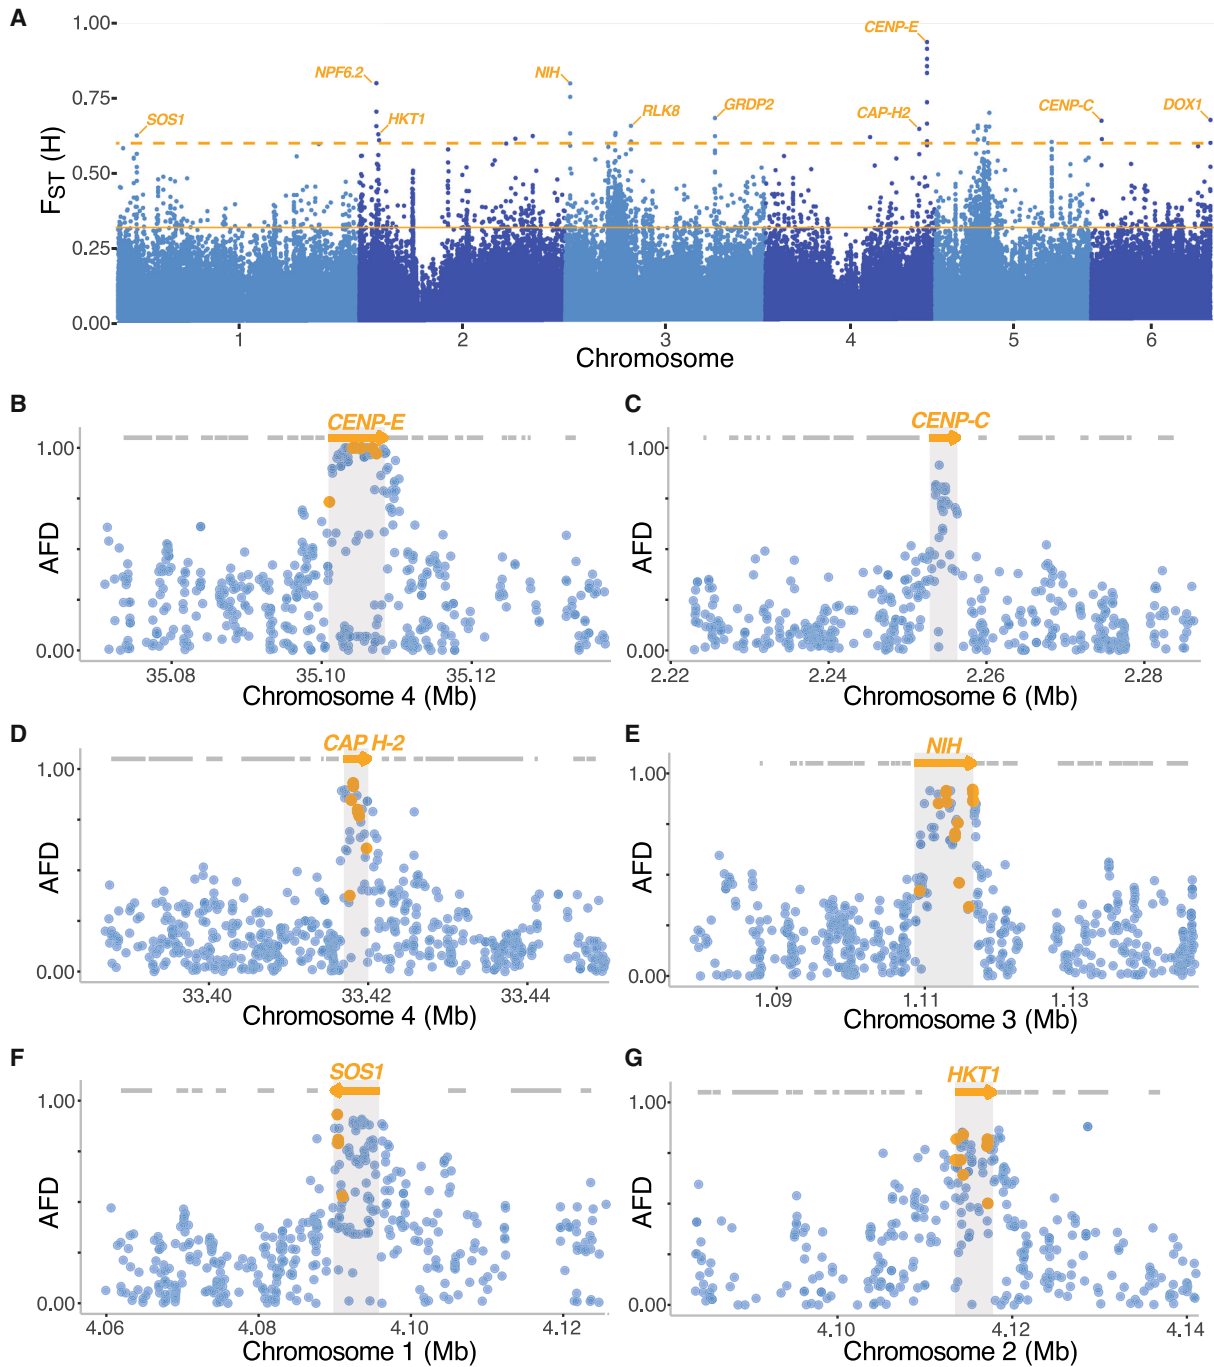 A
1.00
0.75
0.50
0.25
0.00
FST (H)
SOS1
NPF6.2
HKT1
NIH
RLK8
GRDP2
CENP-E
CAP-H2
CENP-C
DOX1
1 2 3 4 5 6
Chromosome
B
CENP-E
1.00
0.00
AFD
35.08 35.10 35.12
Chromosome 4 (Mb)
C
CENP-C
1.00
0.00
AFD
2.22 2.24 2.26 2.28
Chromosome 6 (Mb)
D
CAP H-2
1.00
0.00
AFD
33.40 33.42 33.44
Chromosome 4 (Mb)
E
NIH
1.00
0.00
AFD
1.09 1.11 1.13
Chromosome 3 (Mb)
F
SOS1
1.00
0.00
AFD
4.06 4.08 4.10 4.12
Chromosome 1 (Mb)
G
HKT1
1.00
0.00
AFD
4.10 4.12 4.14
Chromosome 2 (Mb)